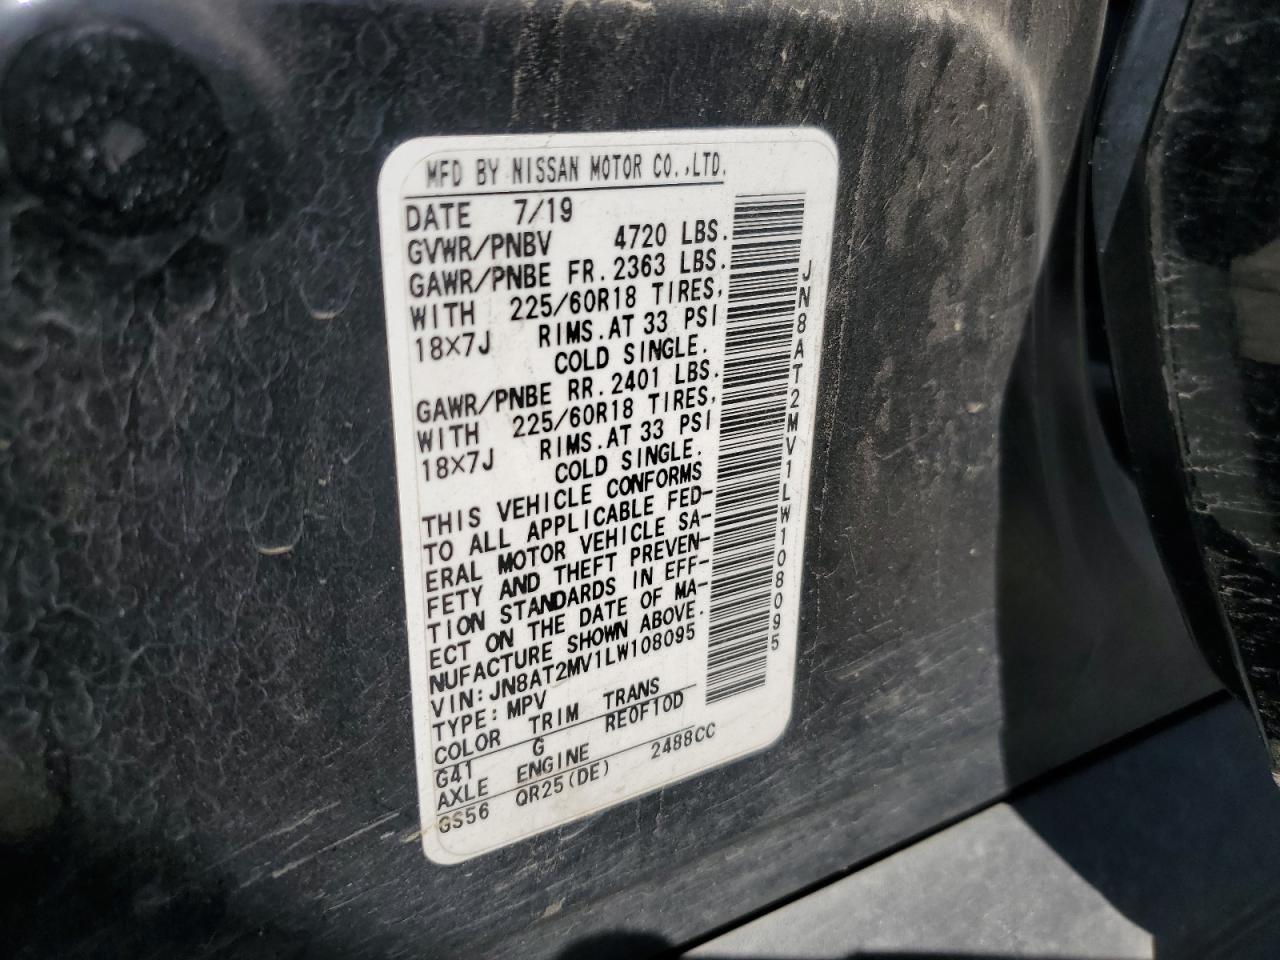 MFD BY NISSAN MOTOR CO.,LTD.
DATE 7/19
GVWR/PNBV 4720 LBS.
GAWR/PNBE FR. 2363 LBS.
WITH 225/60R18 TIRES,
18×7J RIMS. AT 33 PSI
COLD SINGLE.
GAWR/PNBE RR. 2401 LBS.
WITH 225/60R18 TIRES,
18×7J RIMS. AT 33 PSI
COLD SINGLE.
THIS VEHICLE CONFORMS
TO ALL APPLICABLE FED-
ERAL MOTOR VEHICLE SA-
FETY AND THEFT PREVEN-
TION STANDARDS IN EFF-
ECT ON THE DATE OF MA-
NUFACTURE SHOWN ABOVE.
VIN: JN8AT2MV1LW108095
TYPE: MPV
COLOR TRIM TRANS
G41 G RE0F10D
AXLE ENGINE
GS56 QR25(DE) 2488CC
JN8AT2MV1LW108095